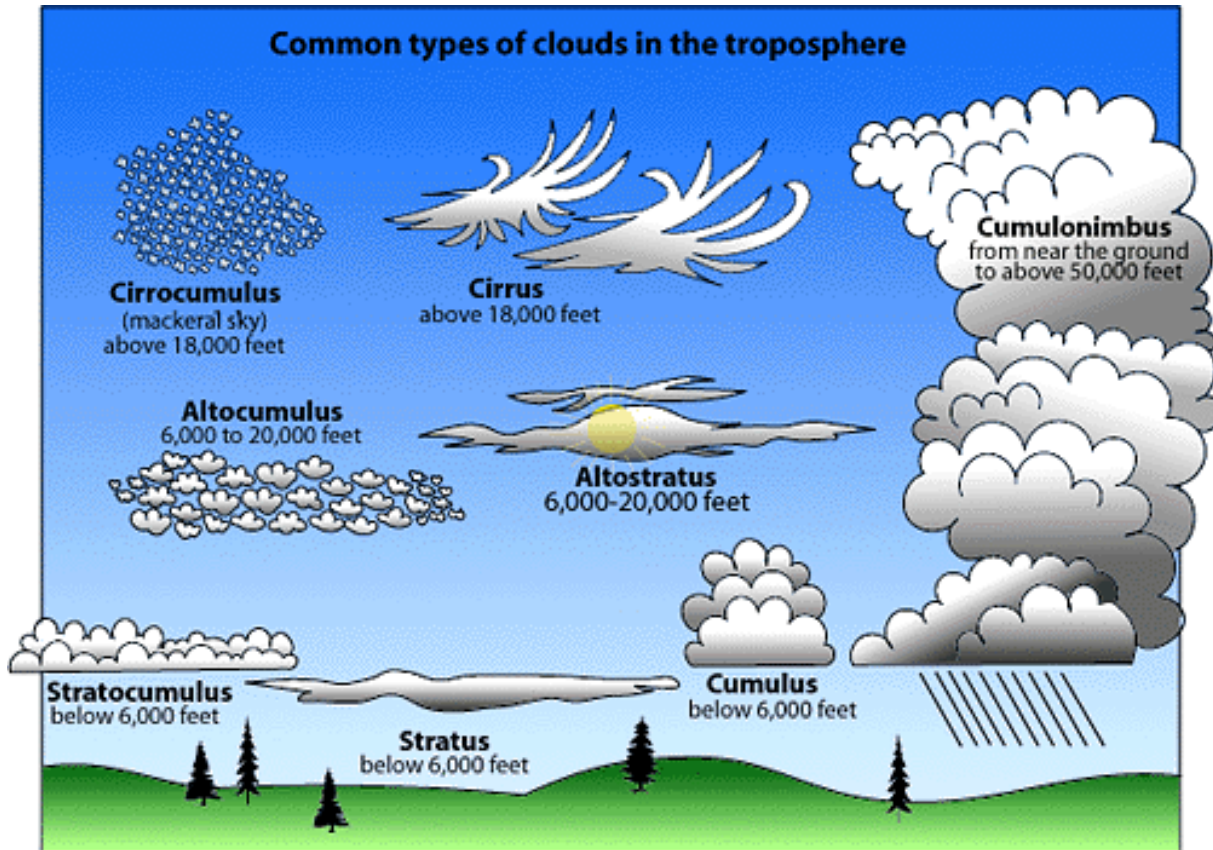 Common types of clouds in the troposphere
Cirrocumulus
(mackeral sky)
above 18,000 feet
Cirrus
above 18,000 feet
Cumulonimbus
from near the ground
to above 50,000 feet
Altocumulus
6,000 to 20,000 feet
Altostratus
6,000-20,000 feet
Stratocumulus
below 6,000 feet
Stratus
below 6,000 feet
Cumulus
below 6,000 feet